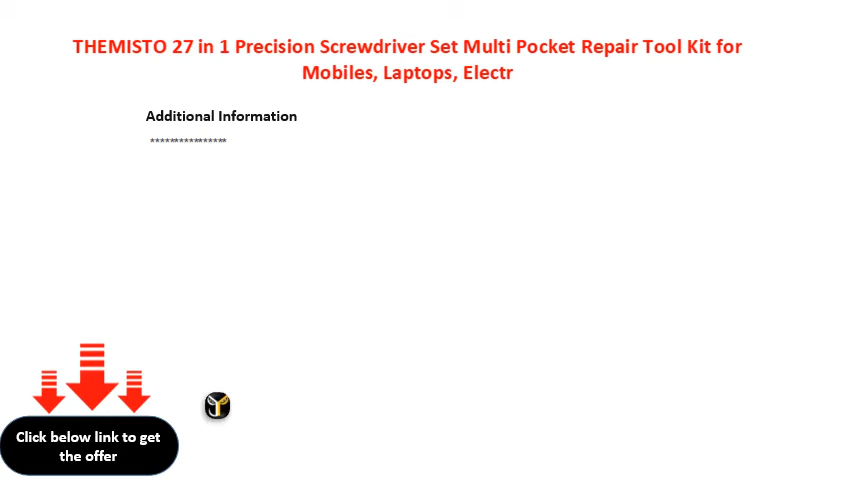 THEMISTO 27 in 1 Precision Screwdriver Set Multi Pocket Repair Tool Kit for
Mobiles, Laptops, Electr
Additional Information
****************
Click below link to get
the offer